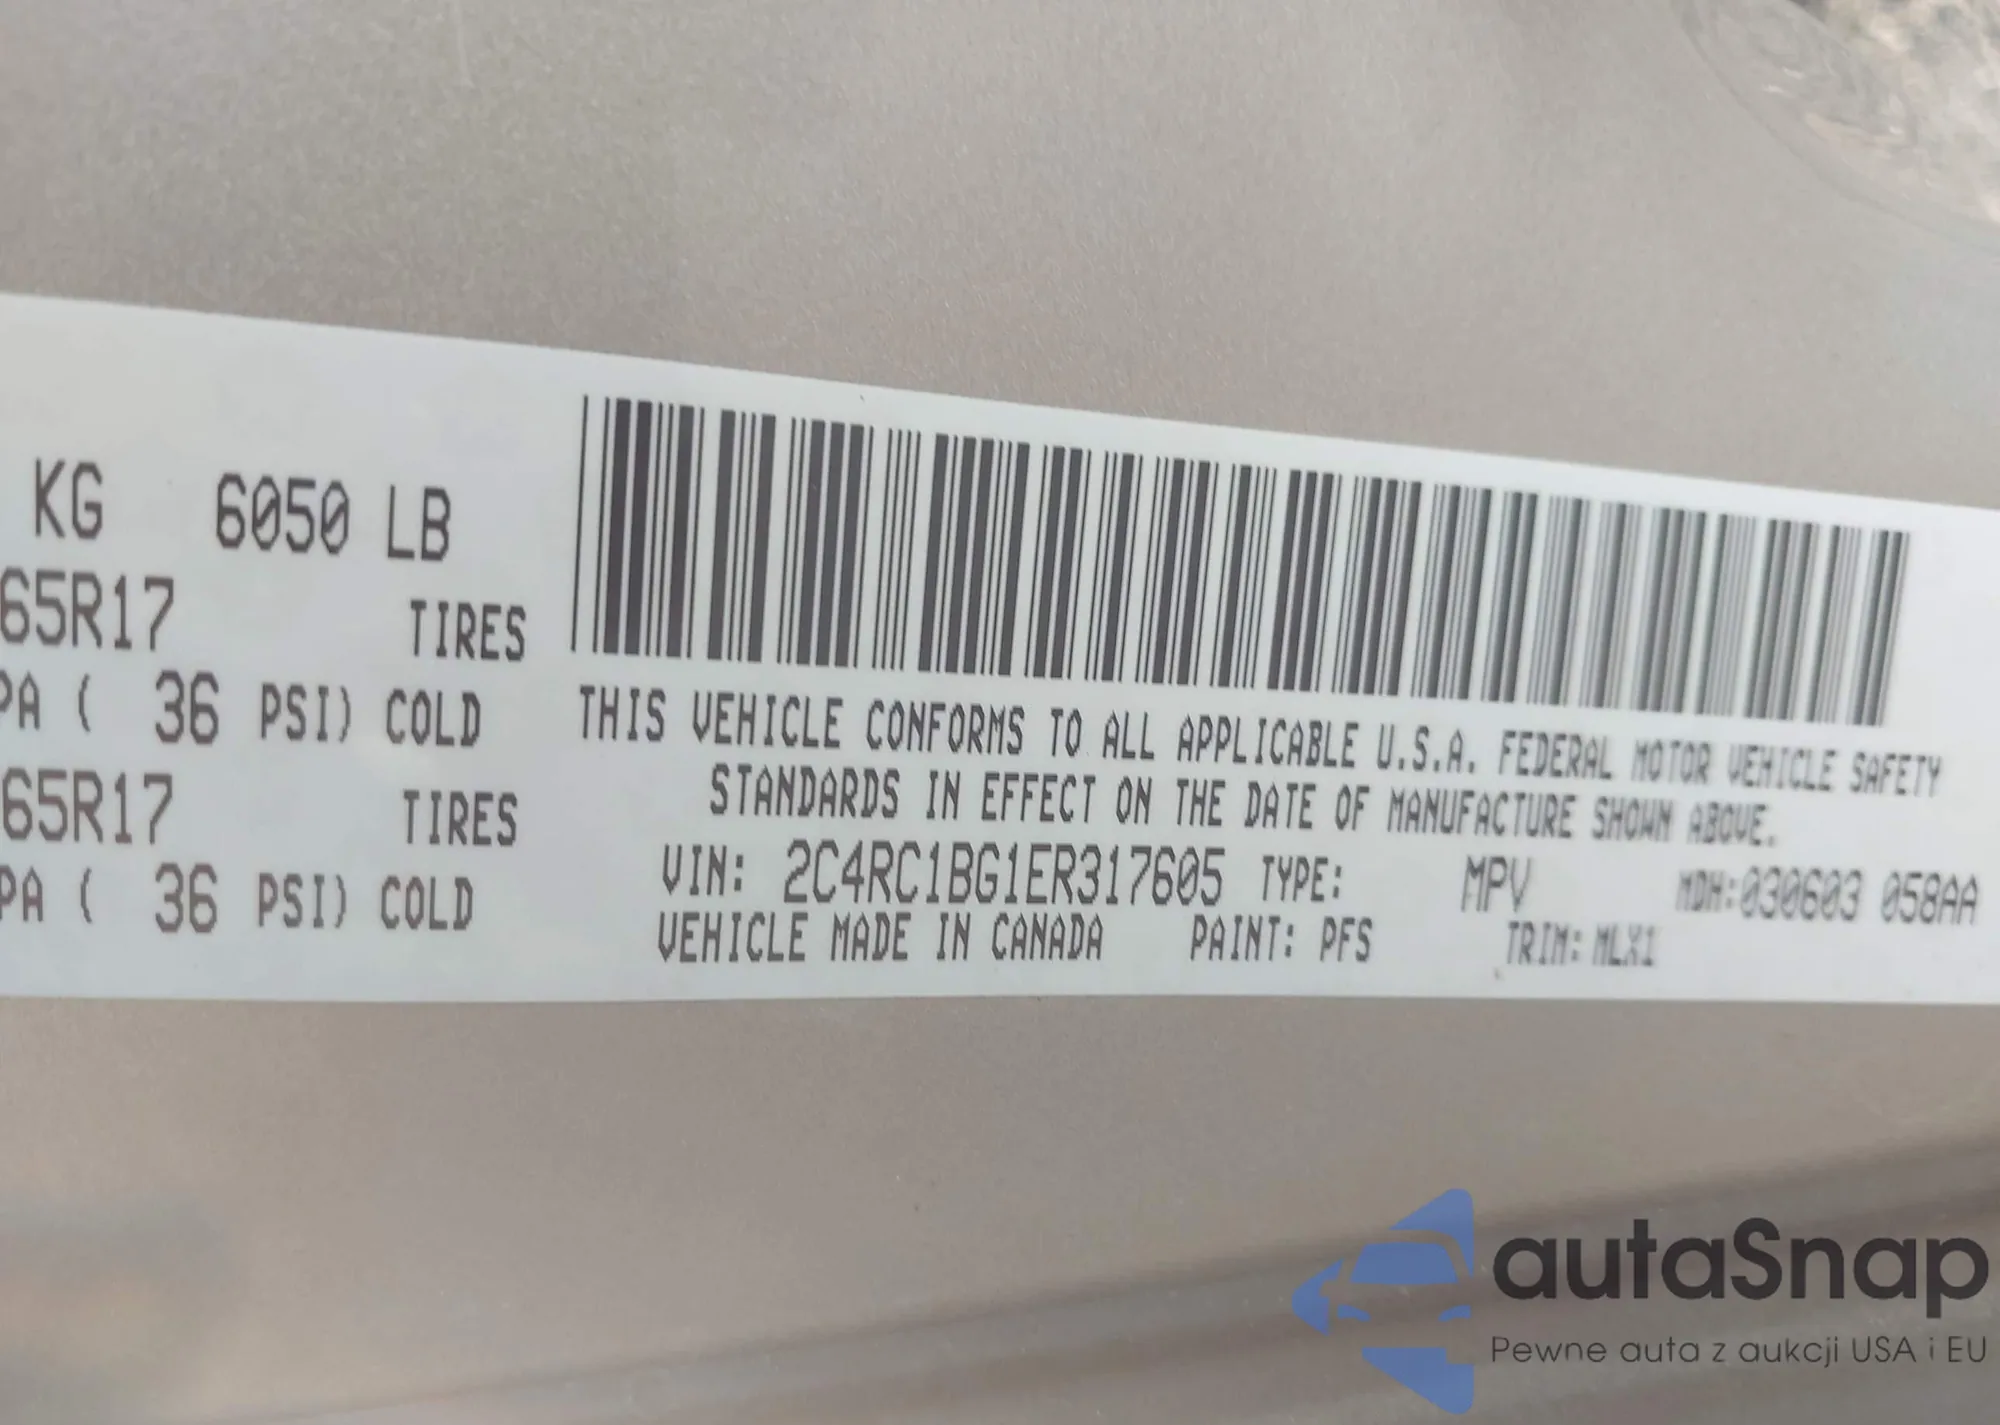 KG 6050 LB
65R17 TIRES
PA ( 36 PSI) COLD
65R17 TIRES
PA ( 36 PSI) COLD
THIS VEHICLE CONFORMS TO ALL APPLICABLE U.S.A. FEDERAL MOTOR VEHICLE SAFETY
STANDARDS IN EFFECT ON THE DATE OF MANUFACTURE SHOWN ABOVE.
VIN: 2C4RC1BG1ER317605 TYPE: MPV MDH:030603 058AA
VEHICLE MADE IN CANADA PAINT: PFS TRIM: MLX1
autaSnap
Pewne auta z aukcji USA i EU